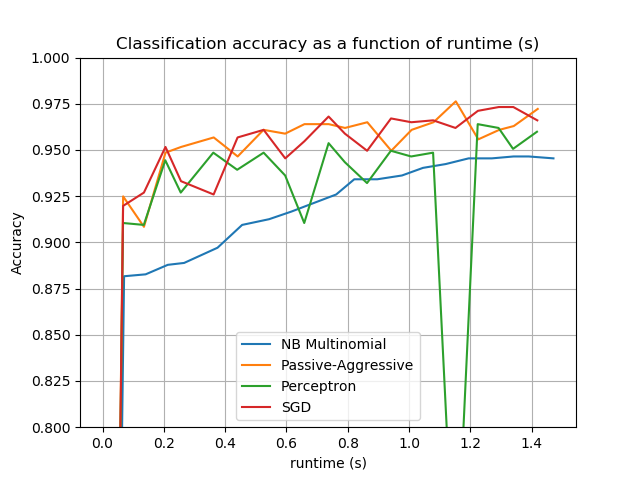 Classification accuracy as a function of runtime (s)
1.000
0.975
0.950
0.925
0.900
0.875
0.850
0.825
0.800
Accuracy
NB Multinomial
Passive-Aggressive
Perceptron
SGD
0.0 0.2 0.4 0.6 0.8 1.0 1.2 1.4
runtime (s)